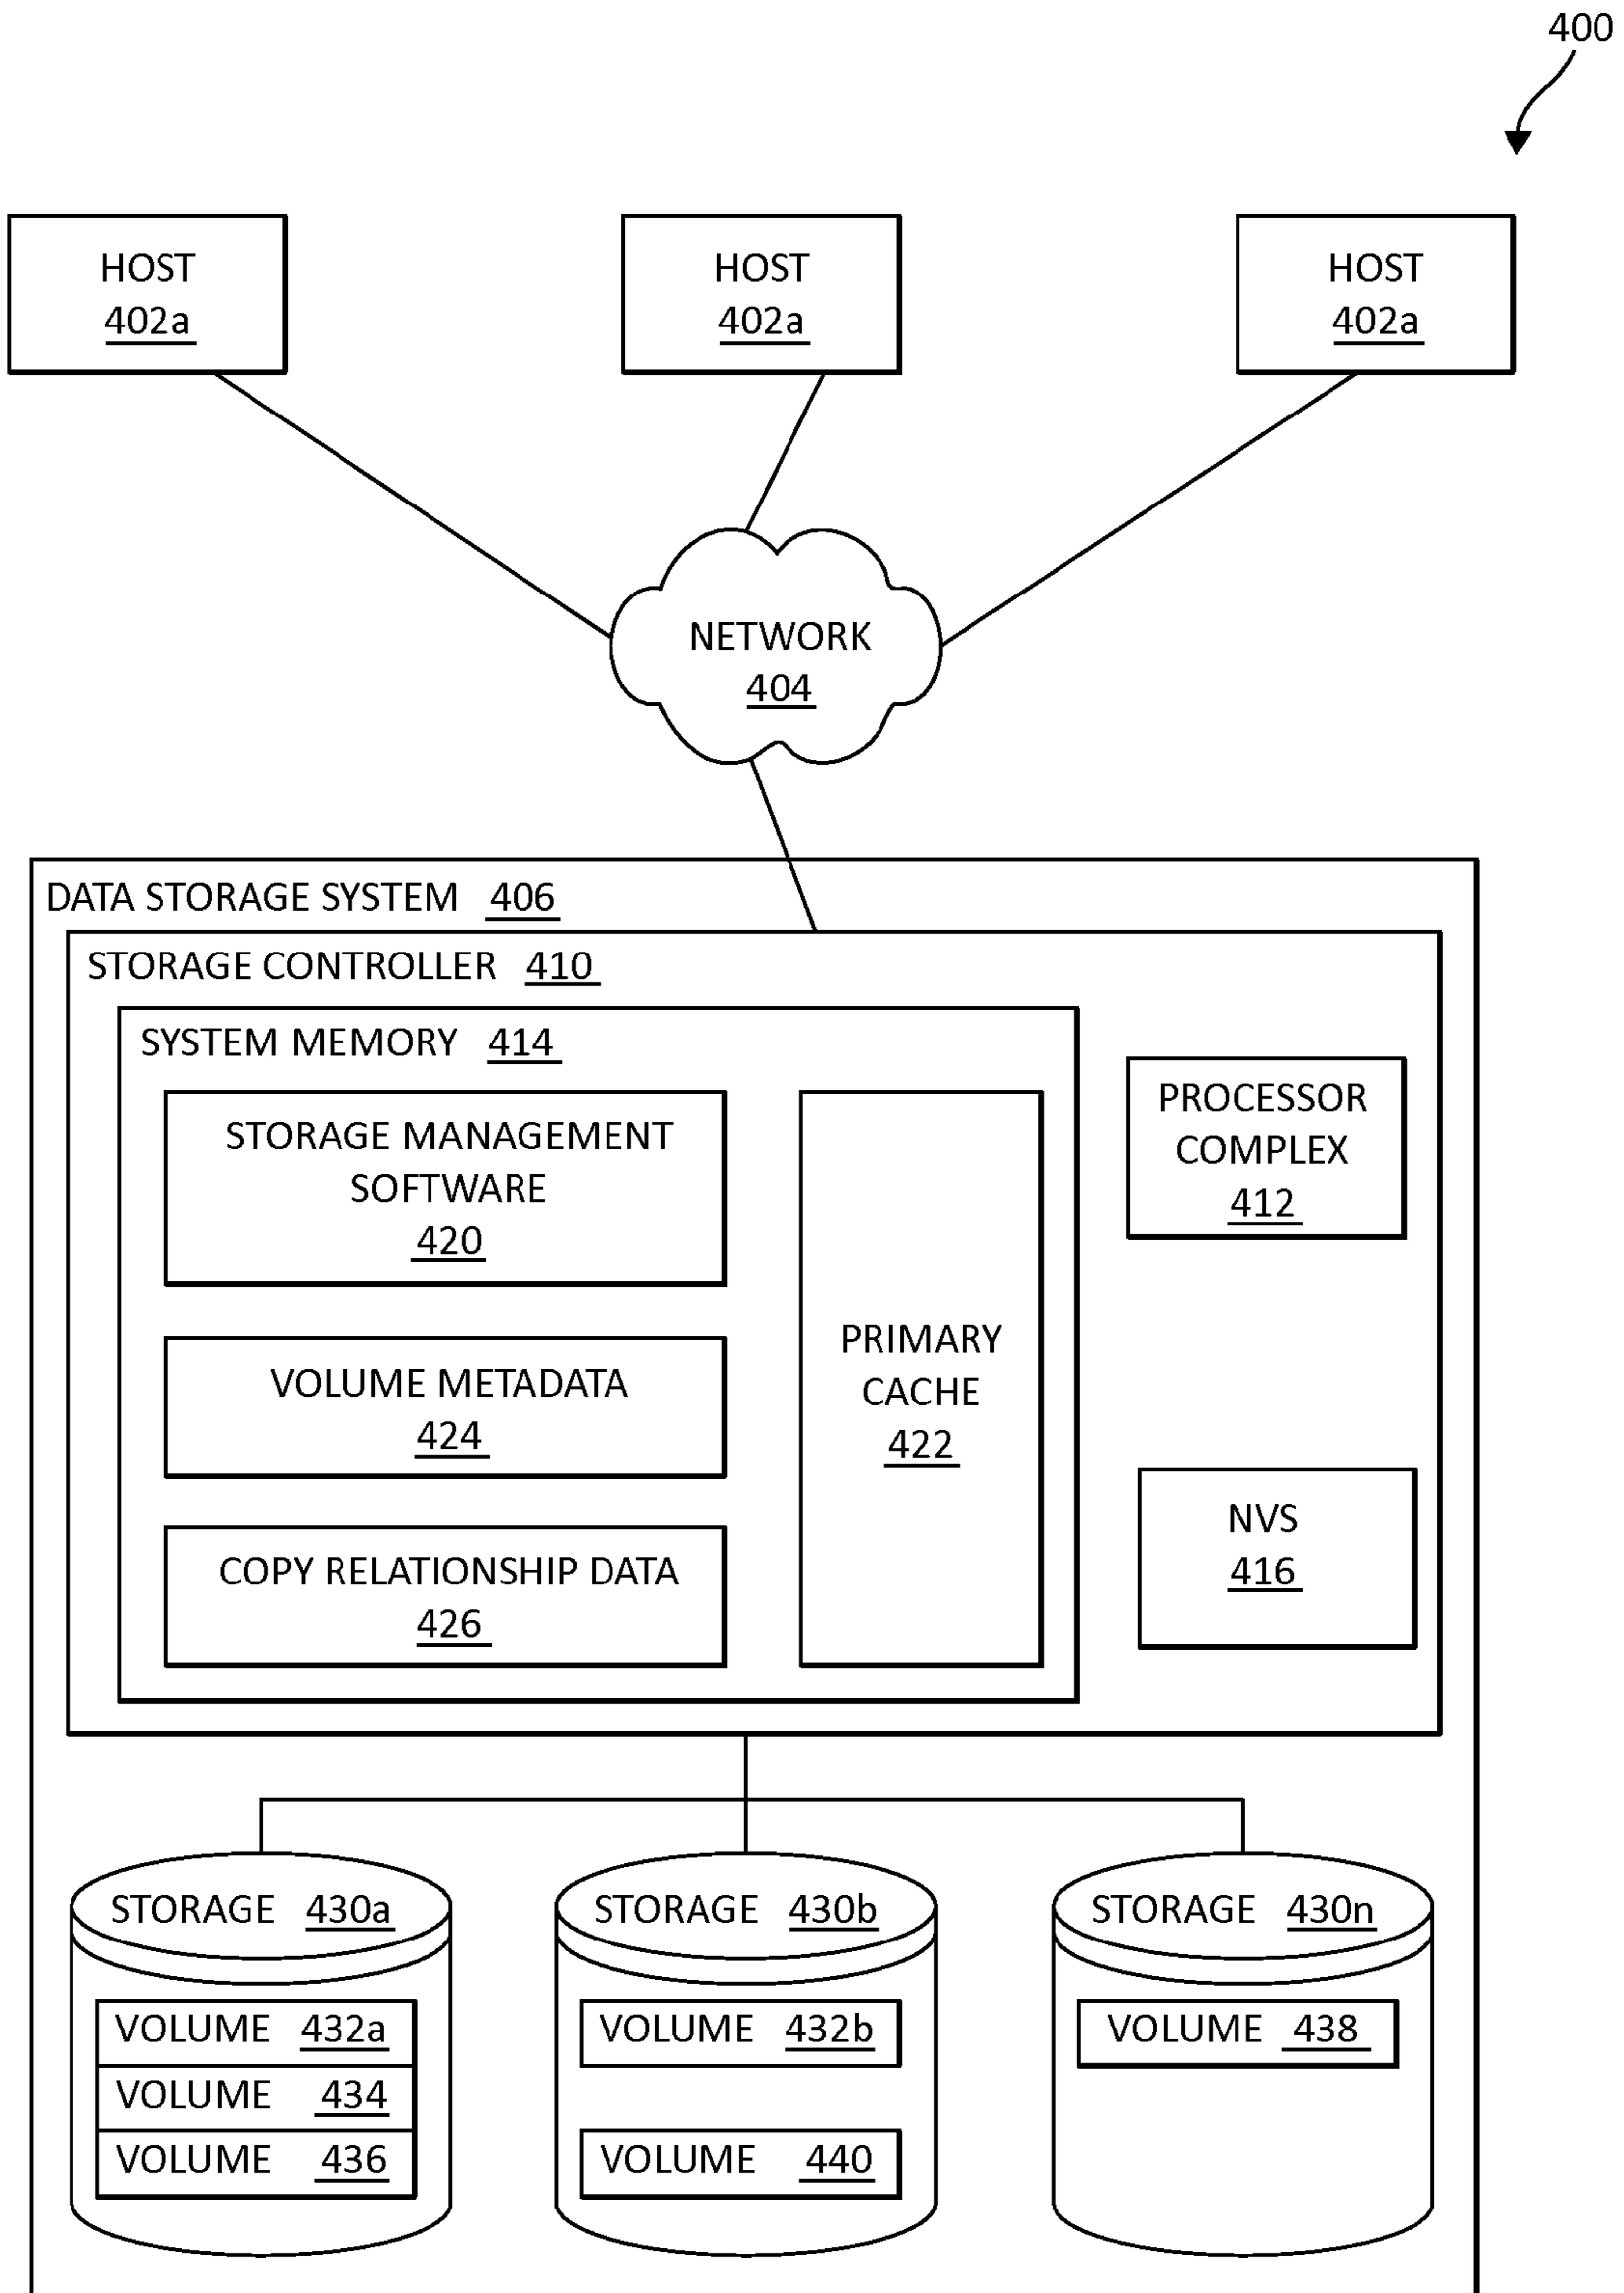 400
HOST
402a
HOST
402a
HOST
402a
NETWORK
404
DATA STORAGE SYSTEM 406
STORAGE CONTROLLER 410
SYSTEM MEMORY 414
STORAGE MANAGEMENT
SOFTWARE
420
VOLUME METADATA
424
COPY RELATIONSHIP DATA
426
PRIMARY
CACHE
422
PROCESSOR
COMPLEX
412
NVS
416
STORAGE 430a
VOLUME 432a
VOLUME 434
VOLUME 436
STORAGE 430b
VOLUME 432b
VOLUME 440
STORAGE 430n
VOLUME 438